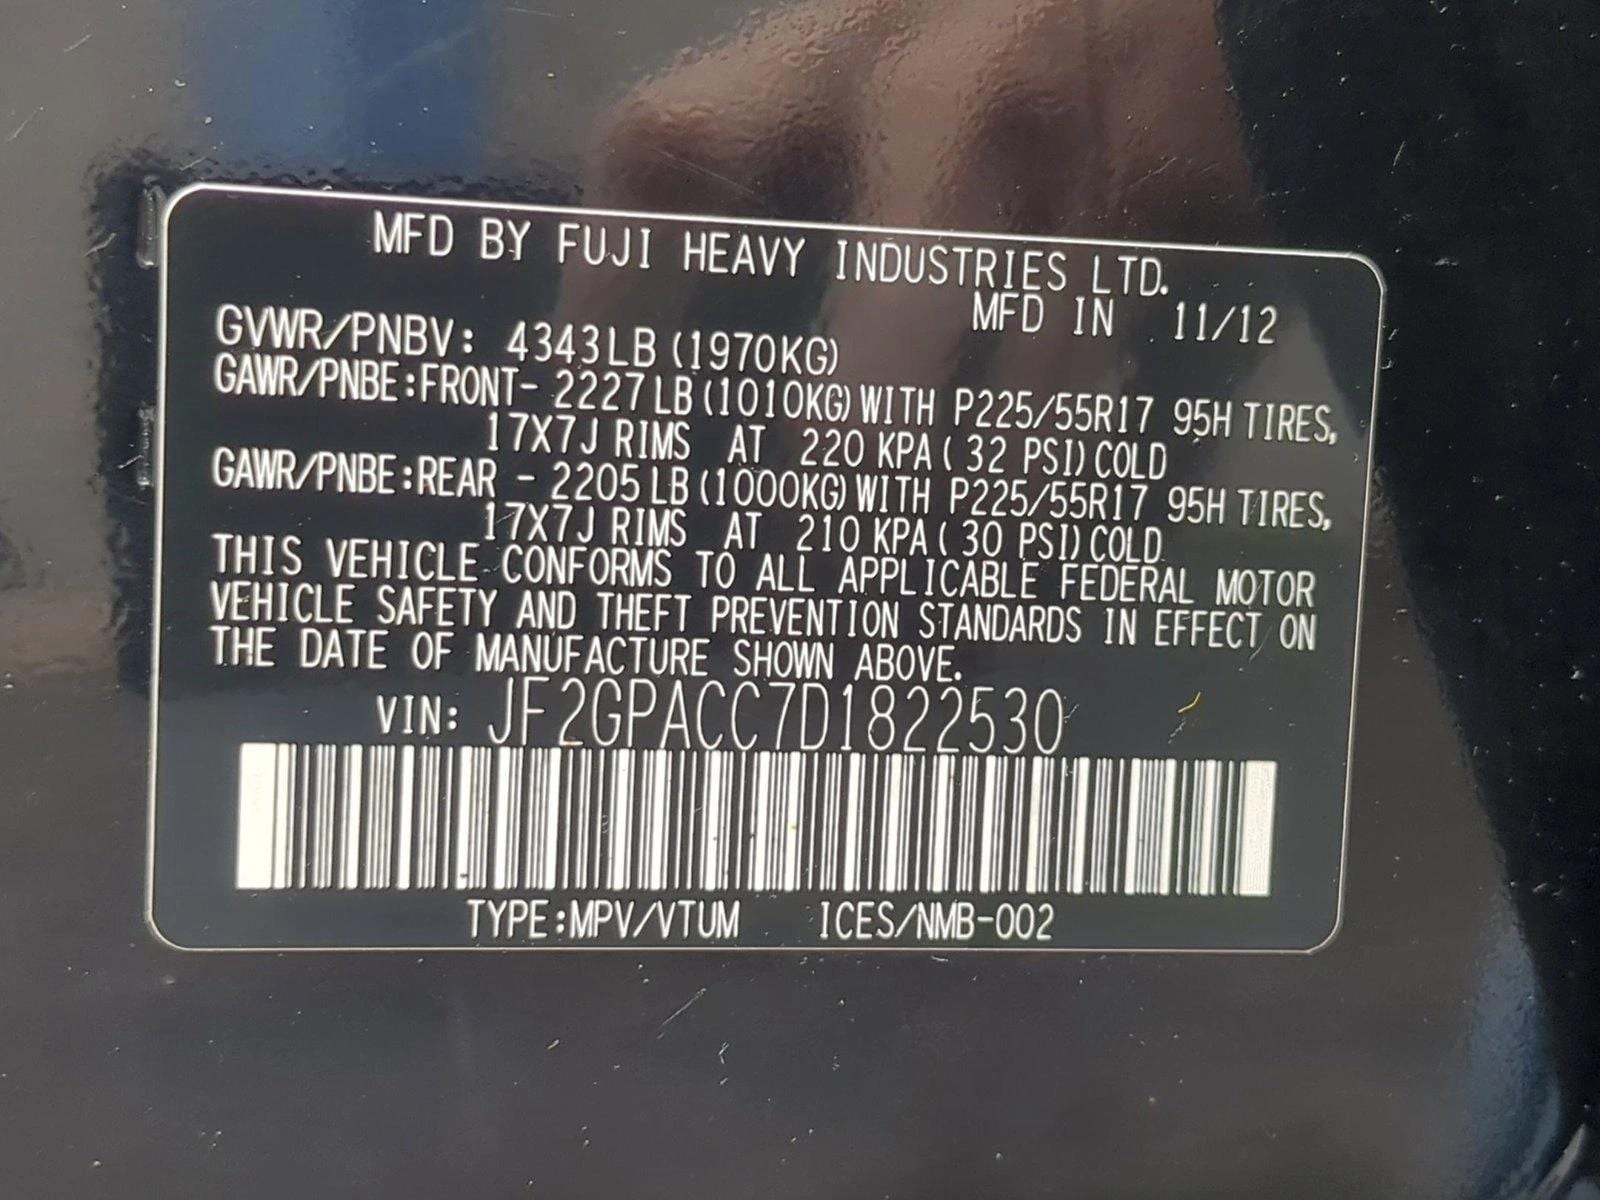 MFD BY FUJI HEAVY INDUSTRIES LTD.
MFD IN 11/12
GVWR/PNBV: 4343LB (1970KG)
GAWR/PNBE:FRONT- 2227LB (1010KG) WITH P225/55R17 95H TIRES,
17X7J RIMS AT 220 KPA ( 32 PSI) COLD
GAWR/PNBE:REAR - 2205LB (1000KG) WITH P225/55R17 95H TIRES,
17X7J RIMS AT 210 KPA ( 30 PSI) COLD
THIS VEHICLE CONFORMS TO ALL APPLICABLE FEDERAL MOTOR
VEHICLE SAFETY AND THEFT PREVENTION STANDARDS IN EFFECT ON
THE DATE OF MANUFACTURE SHOWN ABOVE.
VIN: JF2GPACC7D1822530
TYPE:MPV/VTUM ICES/NMB-002